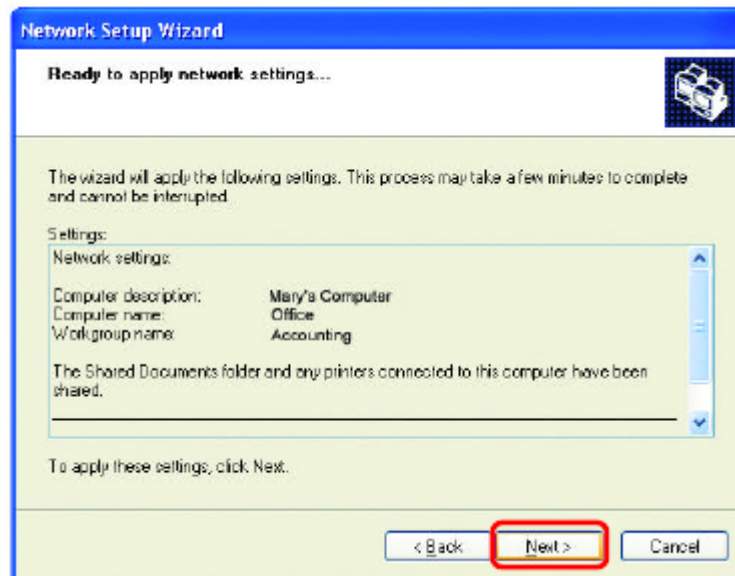 Network Setup Wizard
Ready to apply network settings...
The wizard will apply the following settings. This process may take a few minutes to complete
and cannot be interrupted.
Settings:
Network settings:
Computer description: Mary's Computer
Computer name: Office
Workgroup name: Accounting
The Shared Documents folder and any printers connected to this computer have been
shared.
To apply these settings, click Next.
< Back Next > Cancel